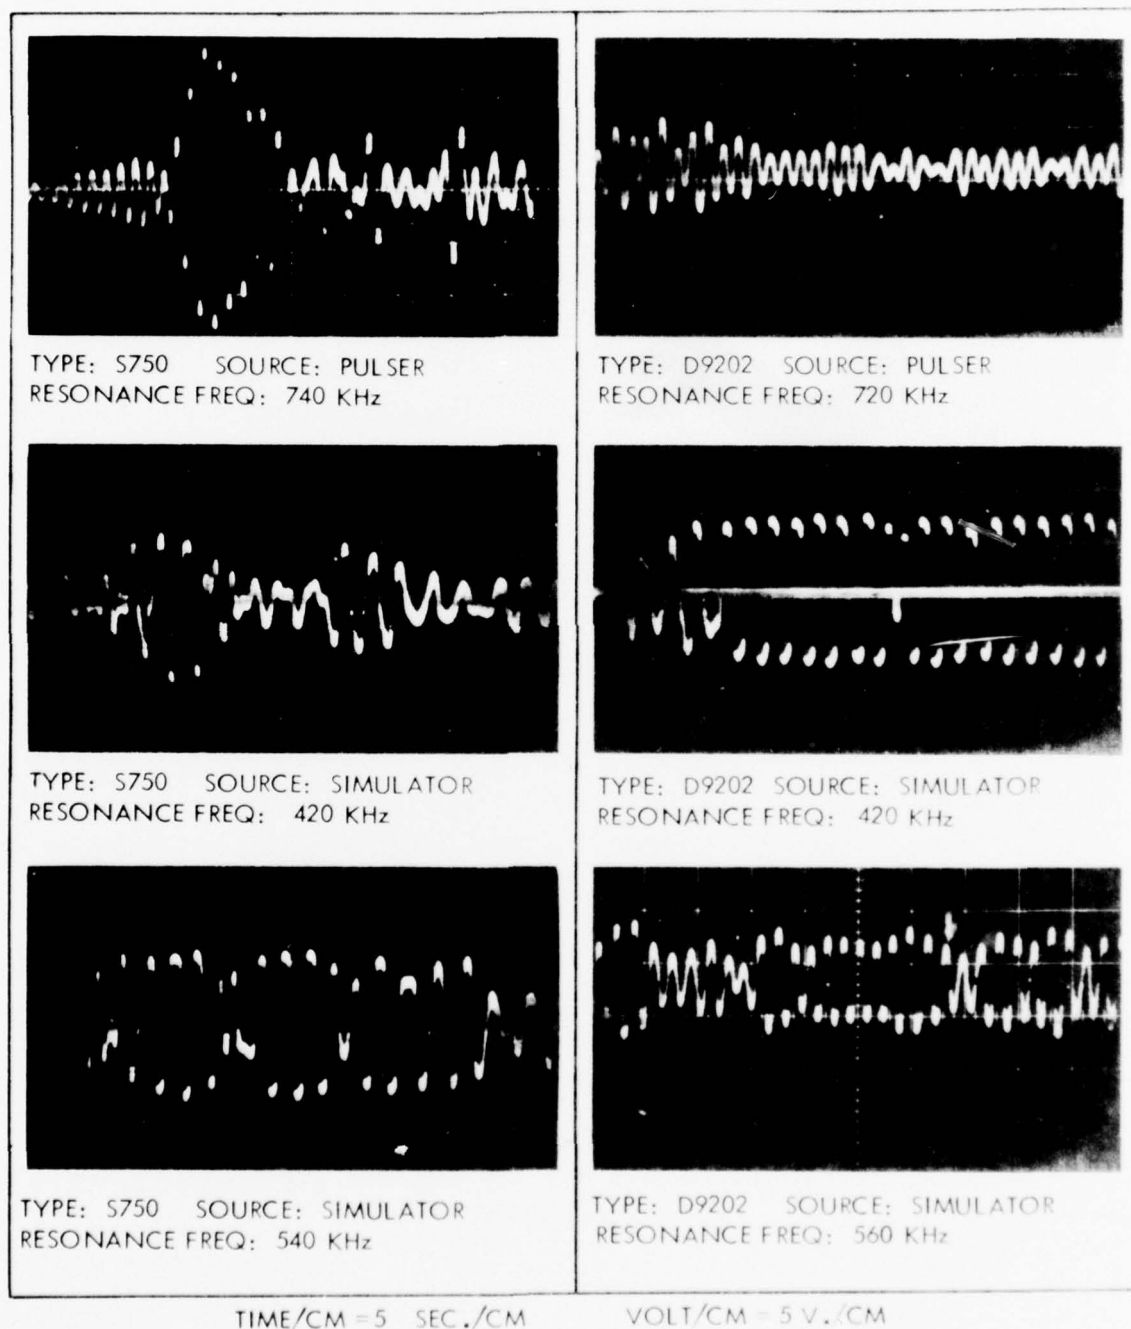 TYPE: S750 SOURCE: PULSER
RESONANCE FREQ: 740 KHz
TYPE: D9202 SOURCE: PULSER
RESONANCE FREQ: 720 KHz
TYPE: S750 SOURCE: SIMULATOR
RESONANCE FREQ: 420 KHz
TYPE: D9202 SOURCE: SIMULATOR
RESONANCE FREQ: 420 KHz
TYPE: S750 SOURCE: SIMULATOR
RESONANCE FREQ: 540 KHz
TYPE: D9202 SOURCE: SIMULATOR
RESONANCE FREQ: 560 KHz
TIME/CM = 5 SEC./CM VOLT/CM = 5 V./CM